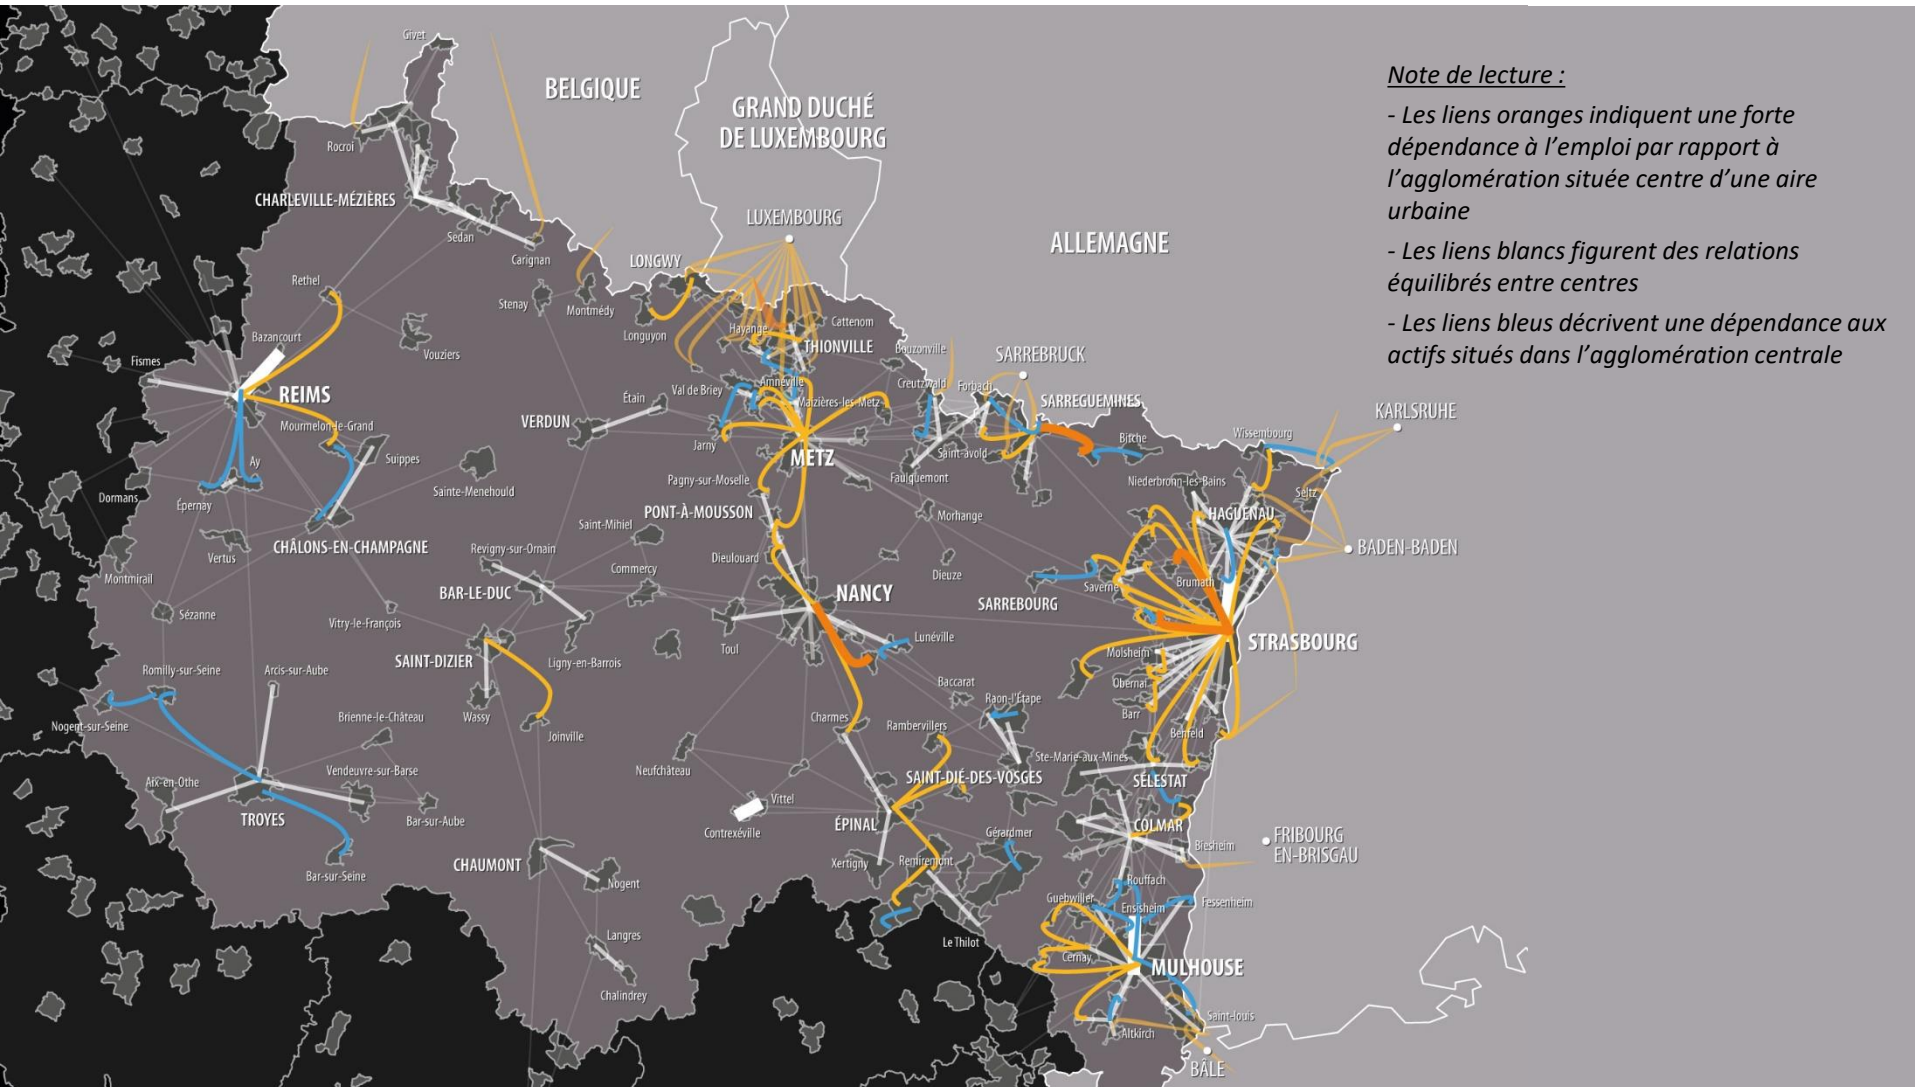 Givet
BELGIQUE
GRAND DUCHÉ
DE LUXEMBOURG
Note de lecture :
- Les liens oranges indiquent une forte
dépendance à l'emploi par rapport à
l'agglomération située centre d'une aire
urbaine
- Les liens blancs figurent des relations
équilibrés entre centres
- Les liens bleus décrivent une dépendance aux
actifs situés dans l'agglomération centrale
Rocroi
CHARLEVILLE-MÉZIÈRES
LUXEMBOURG
Sedan
ALLEMAGNE
Carignan
LONGWY
Rethel
Stenay
Montmédy
Longuyon
Hayange
Cattenom
Bazancourt
Vouziers
THIONVILLE
Bouzonville
SARREBRUCK
Fismes
REIMS
Étain
Val de Briey
Amnéville
Maizières-les-Metz
Creutzwald
Forbach
SARREGUEMINES
KARLSRUHE
Mourmelon-le-Grand
VERDUN
Jarny
METZ
Bitche
Wissembourg
Ay
Suippes
Saint-avold
Sainte-Menehould
Pagny-sur-Moselle
Faulquemont
Niederbronn-les-Bains
Seltz
Dormans
Épernay
PONT-À-MOUSSON
Morhange
HAGUENAU
Saint-Mihiel
CHÂLONS-EN-CHAMPAGNE
Revigny-sur-Ornain
Vertus
Dieulouard
BADEN-BADEN
Montmirail
Commercy
Dieuze
BAR-LE-DUC
NANCY
SARREBOURG
Saverne
Brumath
Sézanne
Vitry-le-François
Lunéville
STRASBOURG
SAINT-DIZIER
Ligny-en-Barrois
Toul
Molsheim
Romilly-sur-Seine
Arcis-sur-Aube
Baccarat
Raon-l'Étape
Obernai
Nogent-sur-Seine
Brienne-le-Château
Wassy
Joinville
Charmes
Rambervillers
Barr
Benfeld
Aix-en-Othe
Vendeuvre-sur-Barse
Neufchâteau
SAINT-DIÉ-DES-VOSGES
Ste-Marie-aux-Mines
SÉLESTAT
TROYES
Bar-sur-Aube
Vittel
Contrexéville
ÉPINAL
Gérardmer
COLMAR
FRIBOURG
EN-BRISGAU
CHAUMONT
Xertigny
Remiremont
Biesheim
Bar-sur-Seine
Nogent
Rouffach
Guebwiller
Ensisheim
Fessenheim
Langres
Le Thilot
Cernay
MULHOUSE
Chalindrey
Saint-louis
Altkirch
BÂLE